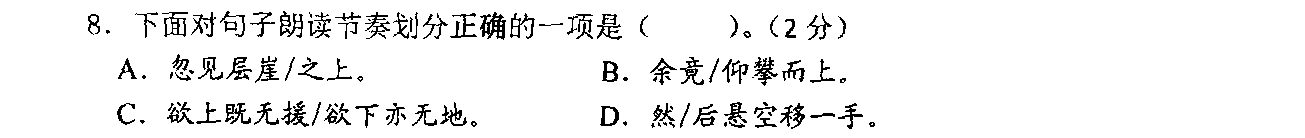 8．下面对句子朗读节奏划分正确的一项是（　　）。（2 分）
A．忽见层崖/之上。　B．余竟/仰攀而上。
C．欲上既无援/欲下亦无地。　D．然/后悬空移一手。